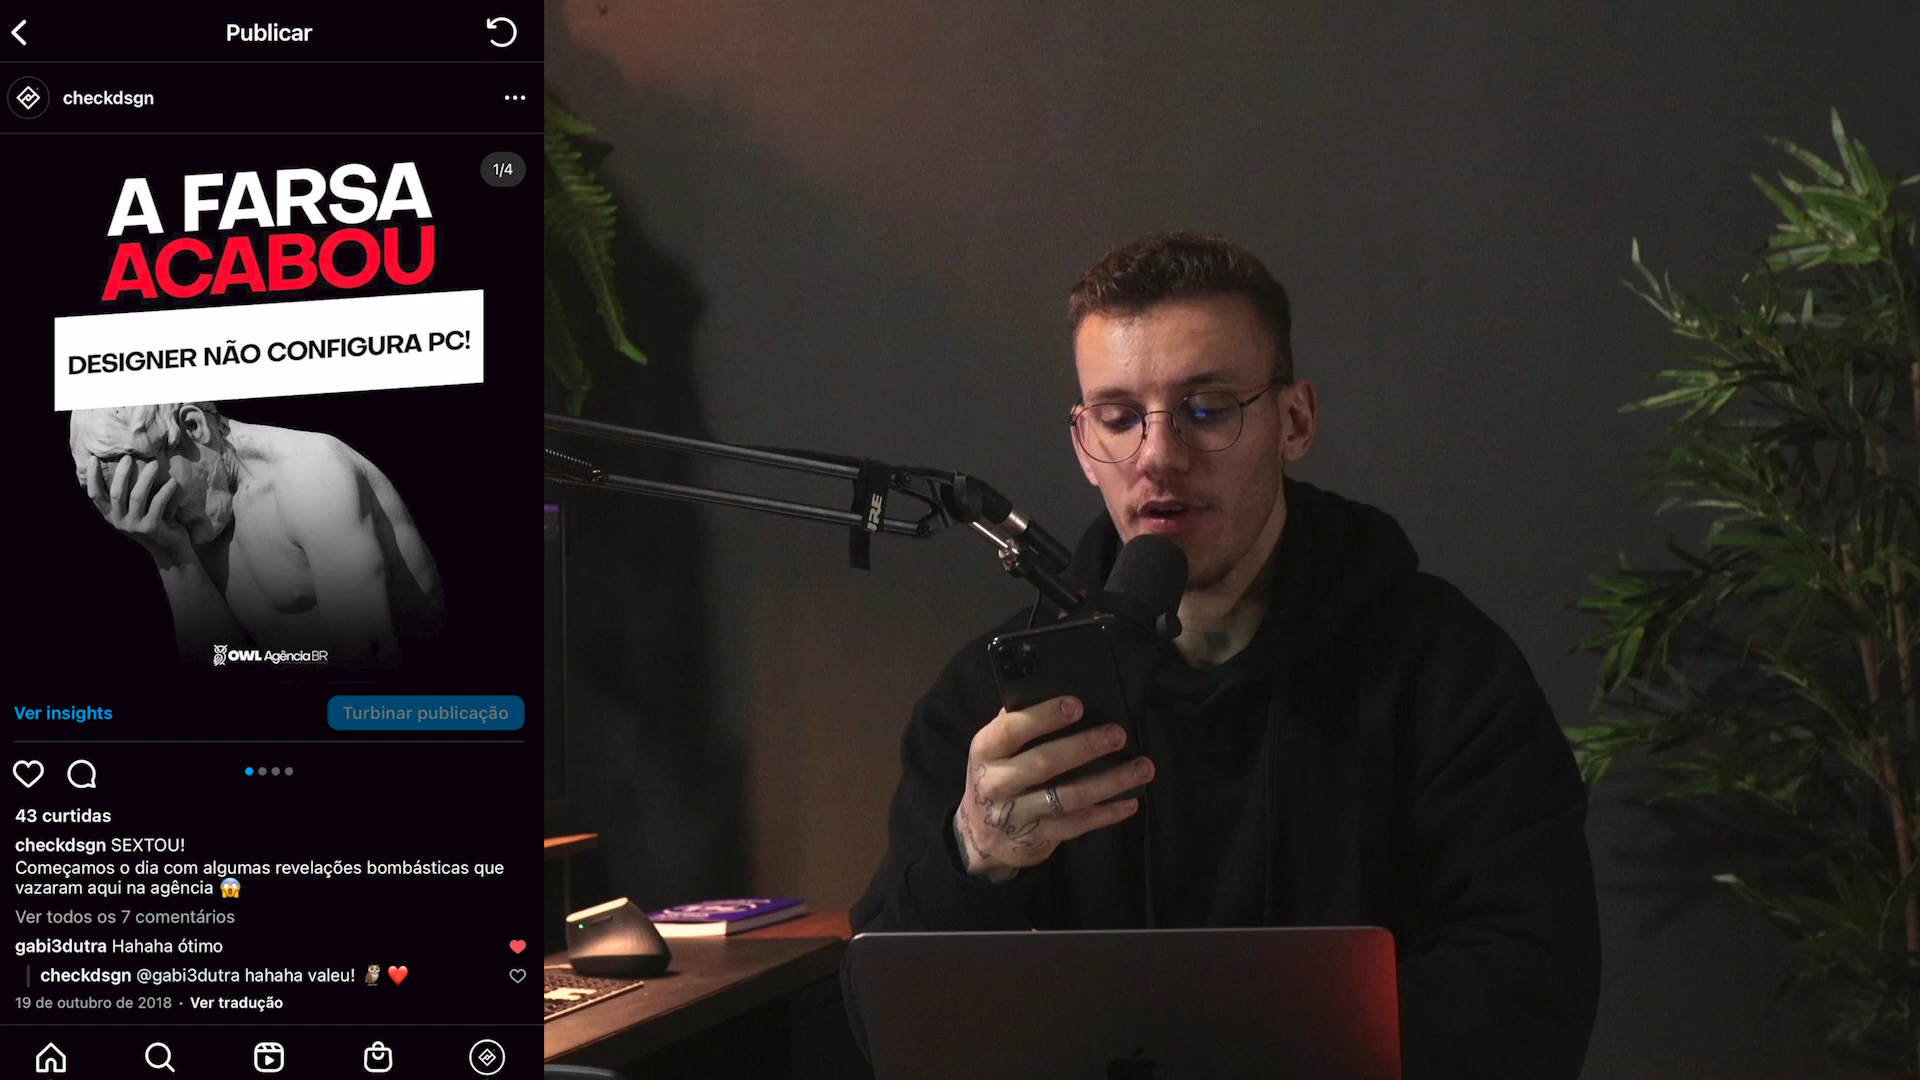 Publicar
checkdsgn
1/4
A FARSA
ACABOU
DESIGNER NÃO CONFIGURA PC!
OWL Agência BR
Ver insights
Turbinar publicação
43 curtidas
checkdsgn SEXTOU!
Começamos o dia com algumas revelações bombásticas que
vazaram aqui na agência 😱
Ver todos os 7 comentários
gabi3dutra Hahaha ótimo
checkdsgn @gabi3dutra hahaha valeu! 🦉❤️
19 de outubro de 2018 · Ver tradução